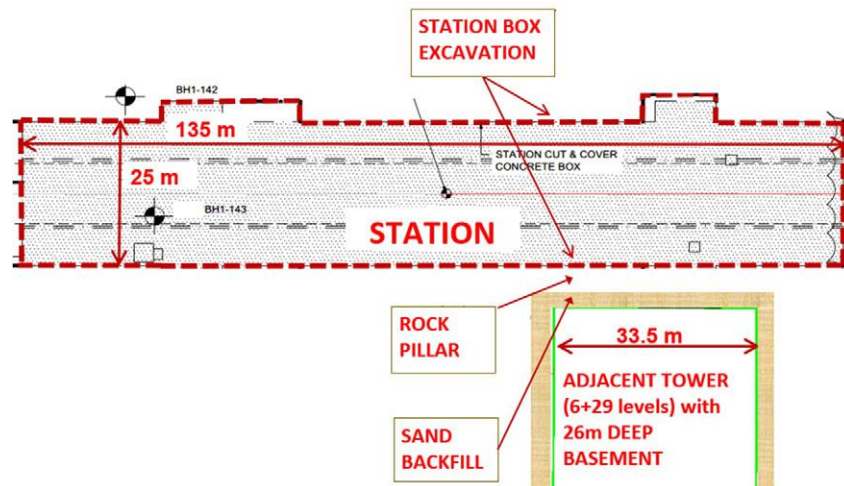 STATION BOX
EXCAVATION
BH1-142
135 m
STATION CUT & COVER
CONCRETE BOX
25 m
BH1-143
STATION
ROCK
PILLAR
33.5 m
ADJACENT TOWER
(6+29 levels) with
26m DEEP
BASEMENT
SAND
BACKFILL